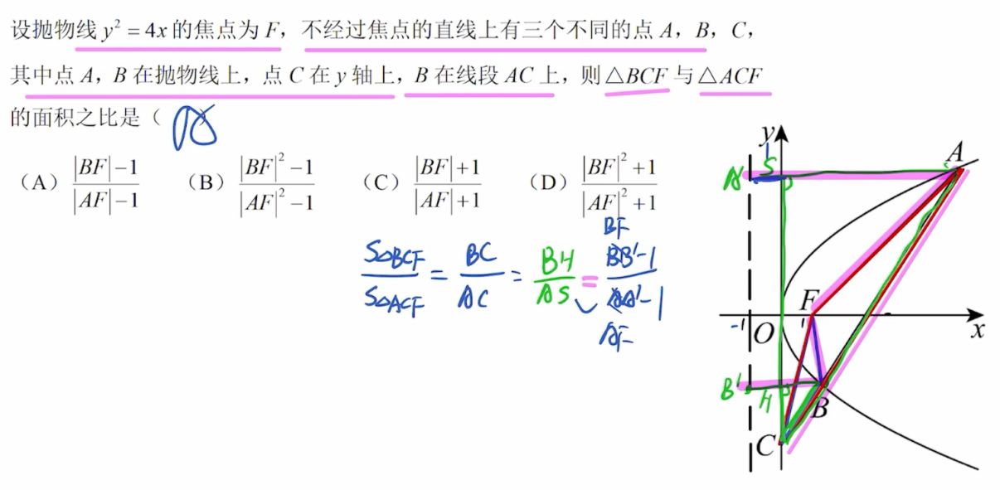 设抛物线 y² = 4x 的焦点为 F，不经过焦点的直线上有三个不同的点 A，B，C，
其中点 A，B 在抛物线上，点 C 在 y 轴上，B 在线段 AC 上，则 △BCF 与 △ACF
的面积之比是（ A ）
（A） |BF|−1 / |AF|−1 （B） |BF|²−1 / |AF|²−1 （C） |BF|+1 / |AF|+1 （D） |BF|²+1 / |AF|²+1
S△BCF / S△ACF = BC / AC = BH / AS = BB'-1 / AA'-1
BF
AF
y
1
A
A'
S
F
-1
O
1
x
B'
H
B
C